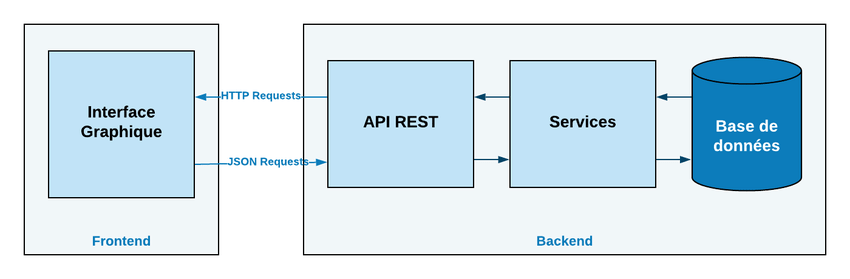 Interface
Graphique
HTTP Requests
JSON Requests
API REST
Services
Base de
données
Frontend
Backend